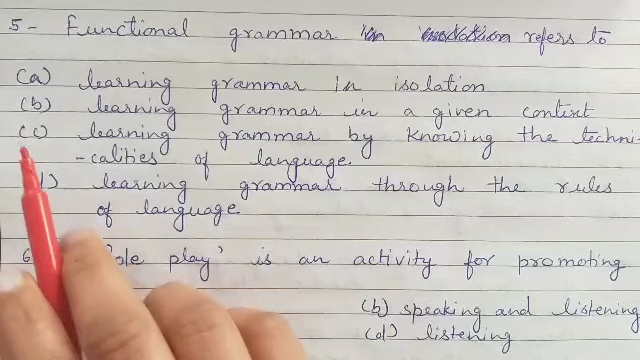 5- Functional grammar in refers to
(a) learning grammar in isolation
(b) learning grammar in a given context
(c) learning grammar by knowing the techni-
-calities of language.
d) learning grammar through the rules
of language.
6 ole play' is an activity for promoting
(b) speaking and listening
(d) listening